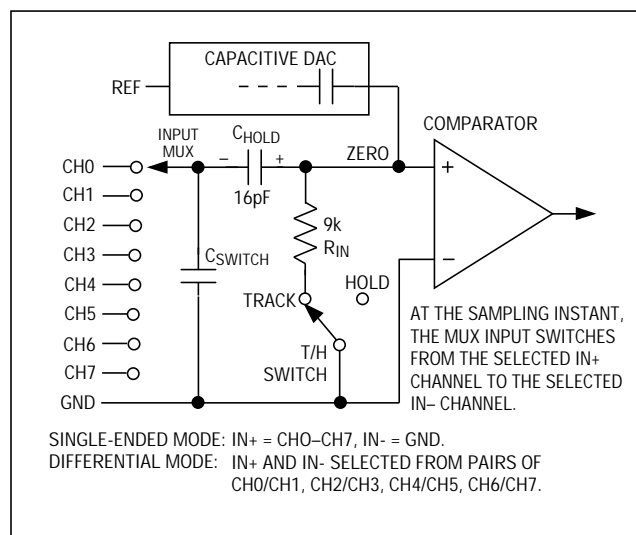 CAPACITIVE DAC
REF
COMPARATOR
INPUT
MUX
CHOLD
ZERO
– +
+
16pF
CH0
CH1
CH2
CH3
CH4
CH5
CH6
CH7
GND
9k
RIN
CSWITCH
–
HOLD
TRACK
T/H
SWITCH
AT THE SAMPLING INSTANT,
THE MUX INPUT SWITCHES
FROM THE SELECTED IN+
CHANNEL TO THE SELECTED
IN– CHANNEL.
SINGLE-ENDED MODE: IN+ = CHO–CH7, IN- = GND.
DIFFERENTIAL MODE: IN+ AND IN- SELECTED FROM PAIRS OF
CH0/CH1, CH2/CH3, CH4/CH5, CH6/CH7.